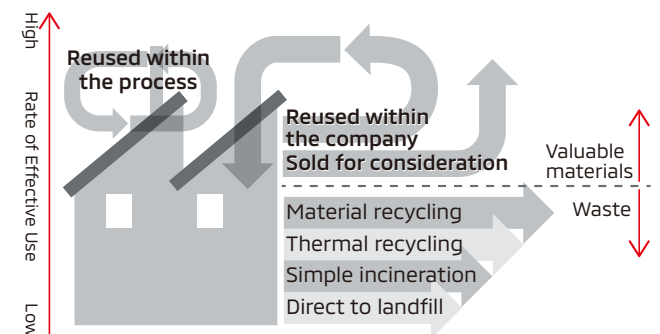 High
Rate of Effective Use
Low
Reused within
the process
Reused within
the company
Sold for consideration
Valuable
materials
Waste
Material recycling
Thermal recycling
Simple incineration
Direct to landfill